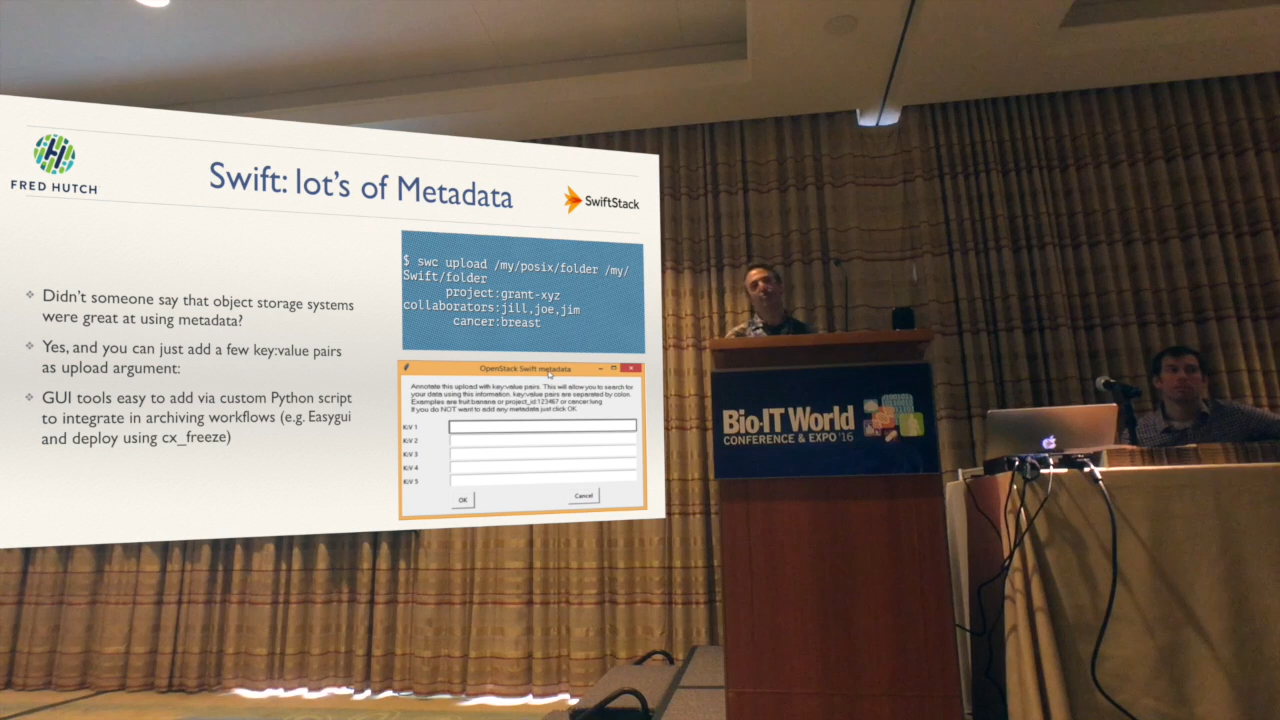 FRED HUTCH
Swift: lot's of Metadata
SwiftStack
Didn't someone say that object storage systems
were great at using metadata?
Yes, and you can just add a few key:value pairs
as upload argument:
GUI tools easy to add via custom Python script
to integrate in archiving workflows (e.g. Easygui
and deploy using cx_freeze)
$ swc upload /my/posix/folder /my/
Swift/folder
project:grant-xyz
collaborators:jill,joe,jim
cancer:breast
OpenStack Swift metadata
Annotate this upload with key:value pairs. This will allow you to search for
your data using this information. key:value pairs are separated by colon.
Examples are fruit:banana or project_id:123467 or cancer:lung
If you do NOT want to add any metadata just click OK
K:V 1
K:V 2
K:V 3
K:V 4
K:V 5
OK
Cancel
Bio-IT World
CONFERENCE & EXPO '16